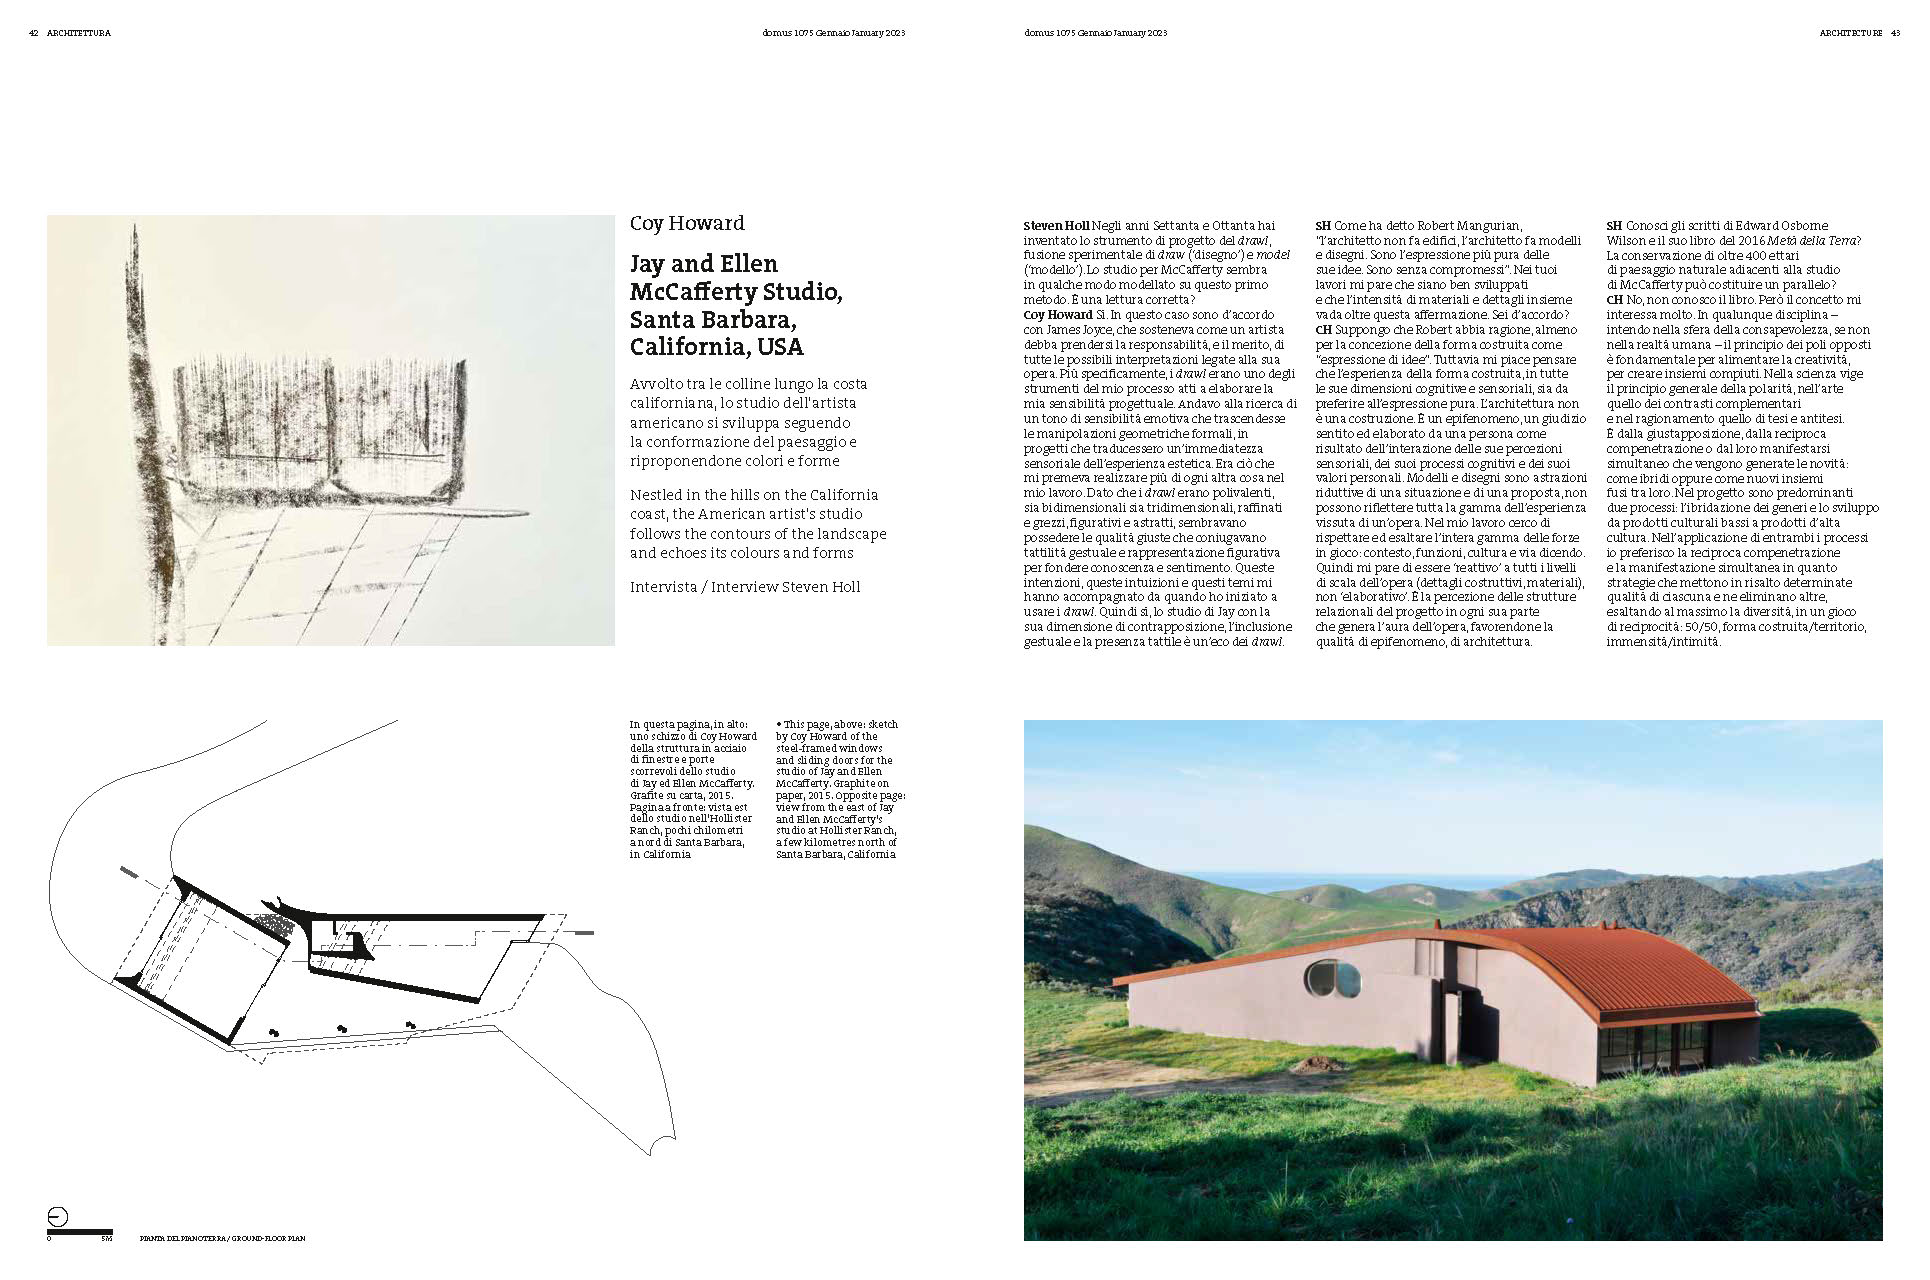 42 ARCHITETTURA
domus 1075 Gennaio January 2023
domus 1075 Gennaio January 2023
ARCHITECTURE 43
Coy Howard
Jay and Ellen
McCafferty Studio,
Santa Barbara,
California, USA
Avvolto tra le colline lungo la costa
californiana, lo studio dell'artista
americano si sviluppa seguendo
la conformazione del paesaggio e
riproponendone colori e forme
Nestled in the hills on the California
coast, the American artist's studio
follows the contours of the landscape
and echoes its colours and forms
Intervista / Interview Steven Holl
In questa pagina, in alto:
uno schizzo di Coy Howard
della struttura in acciaio
di finestre e porte
scorrevoli dello studio
di Jay ed Ellen McCafferty.
Grafite su carta, 2015.
Pagina a fronte: vista est
dello studio nell'Hollister
Ranch, pochi chilometri
a nord di Santa Barbara,
in California
• This page, above: sketch
by Coy Howard of the
steel-framed windows
and sliding doors for the
studio of Jay and Ellen
McCafferty. Graphite on
paper, 2015. Opposite page:
view from the east of Jay
and Ellen McCafferty's
studio at Hollister Ranch,
a few kilometres north of
Santa Barbara, California
0 5M
PIANTA DEL PIANOTERRA / GROUND-FLOOR PLAN
Steven Holl Negli anni Settanta e Ottanta hai
inventato lo strumento di progetto del drawl,
fusione sperimentale di draw ('disegno') e model
('modello'). Lo studio per McCafferty sembra
in qualche modo modellato su questo primo
metodo. È una lettura corretta?
Coy Howard Sì. In questo caso sono d'accordo
con James Joyce, che sosteneva come un artista
debba prendersi la responsabilità, e il merito, di
tutte le possibili interpretazioni legate alla sua
opera. Più specificamente, i drawl erano uno degli
strumenti del mio processo atti a elaborare la
mia sensibilità progettuale. Andavo alla ricerca di
un tono di sensibilità emotiva che trascendesse
le manipolazioni geometriche formali, in
progetti che traducessero un'immediatezza
sensoriale dell'esperienza estetica. Era ciò che
mi premeva realizzare più di ogni altra cosa nel
mio lavoro. Dato che i drawl erano polivalenti,
sia bidimensionali sia tridimensionali, raffinati
e grezzi, figurativi e astratti, sembravano
possedere le qualità giuste che coniugavano
tattilità gestuale e rappresentazione figurativa
per fondere conoscenza e sentimento. Queste
intenzioni, queste intuizioni e questi temi mi
hanno accompagnato da quando ho iniziato a
usare i drawl. Quindi sì, lo studio di Jay con la
sua dimensione di contrapposizione, l'inclusione
gestuale e la presenza tattile è un'eco dei drawl.
SH Come ha detto Robert Mangurian,
"l'architetto non fa edifici, l'architetto fa modelli
e disegni. Sono l'espressione più pura delle
sue idee. Sono senza compromessi". Nei tuoi
lavori mi pare che siano ben sviluppati
e che l'intensità di materiali e dettagli insieme
vada oltre questa affermazione. Sei d'accordo?
CH Suppongo che Robert abbia ragione, almeno
per la concezione della forma costruita come
"espressione di idee". Tuttavia mi piace pensare
che l'esperienza della forma costruita, in tutte
le sue dimensioni cognitive e sensoriali, sia da
preferire all'espressione pura. L'architettura non
è una costruzione. È un epifenomeno, un giudizio
sentito ed elaborato da una persona come
risultato dell'interazione delle sue percezioni
sensoriali, dei suoi processi cognitivi e dei suoi
valori personali. Modelli e disegni sono astrazioni
riduttive di una situazione e di una proposta, non
possono riflettere tutta la gamma dell'esperienza
vissuta di un'opera. Nel mio lavoro cerco di
rispettare ed esaltare l'intera gamma delle forze
in gioco: contesto, funzioni, cultura e via dicendo.
Quindi mi pare di essere 'reattivo' a tutti i livelli
di scala dell'opera (dettagli costruttivi, materiali),
non 'elaborativo'. È la percezione delle strutture
relazionali del progetto in ogni sua parte
che genera l'aura dell'opera, favorendone la
qualità di epifenomeno, di architettura.
SH Conosci gli scritti di Edward Osborne
Wilson e il suo libro del 2016 Metà della Terra?
La conservazione di oltre 400 ettari
di paesaggio naturale adiacenti alla studio
di McCafferty può costituire un parallelo?
CH No, non conosco il libro. Però il concetto mi
interessa molto. In qualunque disciplina –
intendo nella sfera della consapevolezza, se non
nella realtà umana – il principio dei poli opposti
è fondamentale per alimentare la creatività,
per creare insiemi compiuti. Nella scienza vige
il principio generale della polarità, nell'arte
quello dei contrasti complementari
e nel ragionamento quello di tesi e antitesi.
È dalla giustapposizione, dalla reciproca
compenetrazione o dal loro manifestarsi
simultaneo che vengono generate le novità:
come ibridi oppure come nuovi insiemi
fusi tra loro. Nel progetto sono predominanti
due processi: l'ibridazione dei generi e lo sviluppo
da prodotti culturali bassi a prodotti d'alta
cultura. Nell'applicazione di entrambi i processi
io preferisco la reciproca compenetrazione
e la manifestazione simultanea in quanto
strategie che mettono in risalto determinate
qualità di ciascuna e ne eliminano altre,
esaltando al massimo la diversità, in un gioco
di reciprocità: 50/50, forma costruita/territorio,
immensità/intimità.